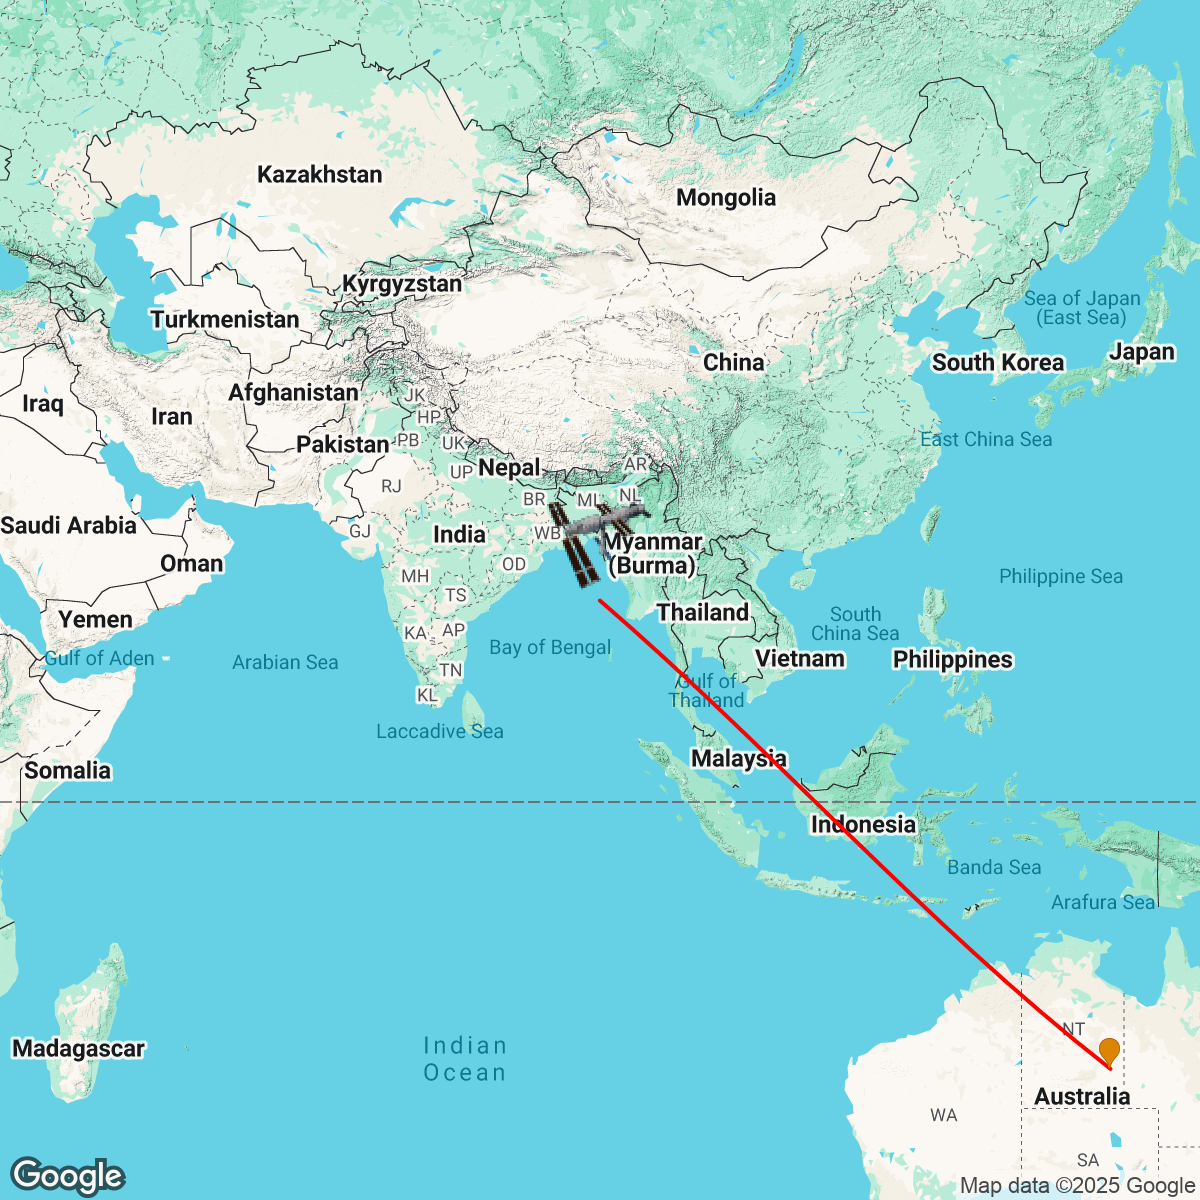 Kazakhstan
Mongolia
Kyrgyzstan
Sea of Japan
(East Sea)
Turkmenistan
Japan
China
South Korea
Afghanistan
JK
Iraq
Iran
HP
Pakistan
PB
UK
East China Sea
Nepal
UP
AR
RJ
BR
ML
NL
Saudi Arabia
GJ
India
WB
Myanmar
(Burma)
Oman
OD
MH
Philippine Sea
TS
Yemen
Thailand
South
China Sea
KA
AP
Bay of Bengal
Gulf of Aden
Arabian Sea
Vietnam
Philippines
TN
KL
Gulf of
Thailand
Laccadive Sea
Malaysia
Somalia
Indonesia
Banda Sea
Arafura Sea
NT
Madagascar
Indian
Ocean
Australia
WA
SA
Google
Map data ©2025 Google